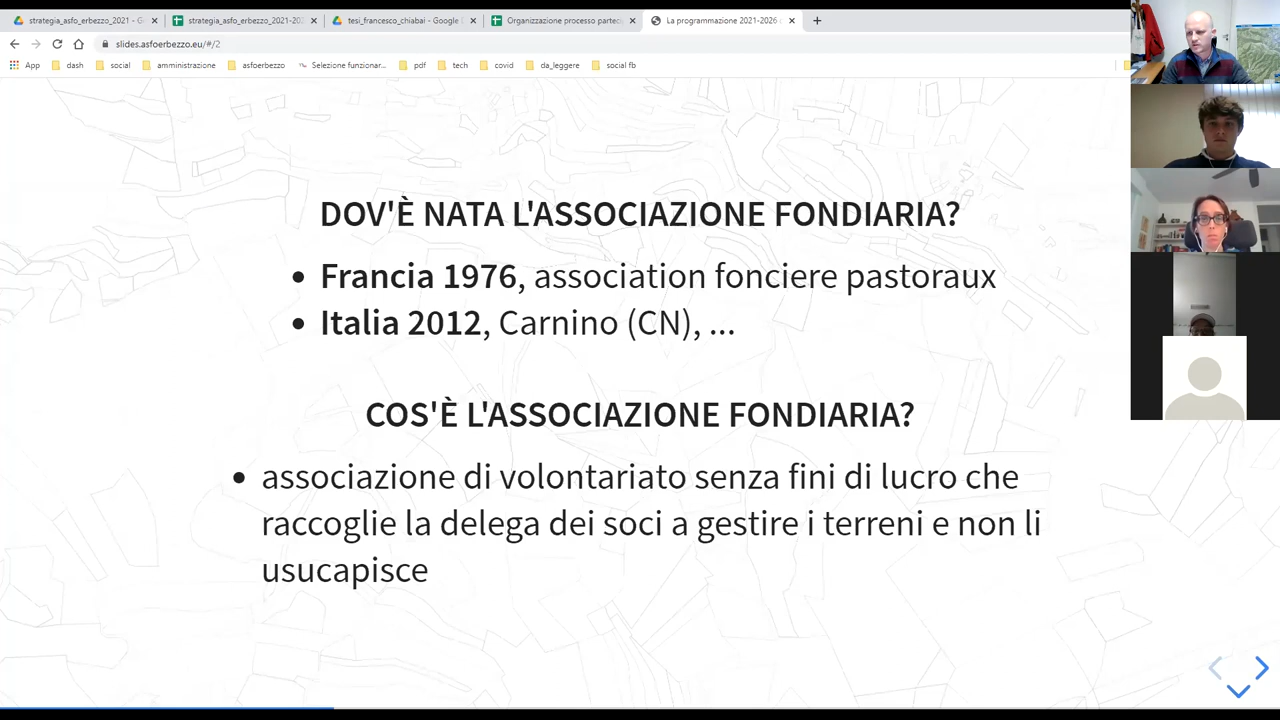 strategia_asfo_erbezzo_2021 - G
strategia_asfo_erbezzo_2021-202
tesi_francesco_chiabai - Google D
Organizzazione processo parteci
La programmazione 2021-2026 d
slides.asfoerbezzo.eu/#/2
App dash social amministrazione asfoerbezzo Selezione funzionar... pdf tech covid da_leggere social fb
DOV'È NATA L'ASSOCIAZIONE FONDIARIA?
• Francia 1976, association fonciere pastoraux
• Italia 2012, Carnino (CN), ...
COS'È L'ASSOCIAZIONE FONDIARIA?
• associazione di volontariato senza fini di lucro che
raccoglie la delega dei soci a gestire i terreni e non li
usucapisce